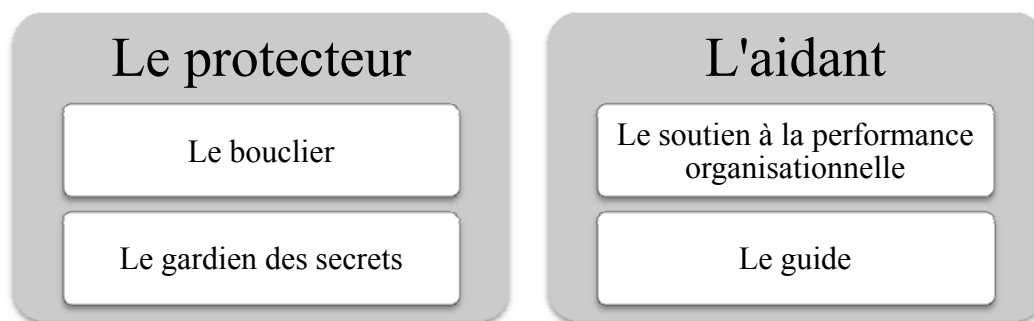 Le protecteur
Le bouclier
Le gardien des secrets
L'aidant
Le soutien à la performance
organisationnelle
Le guide